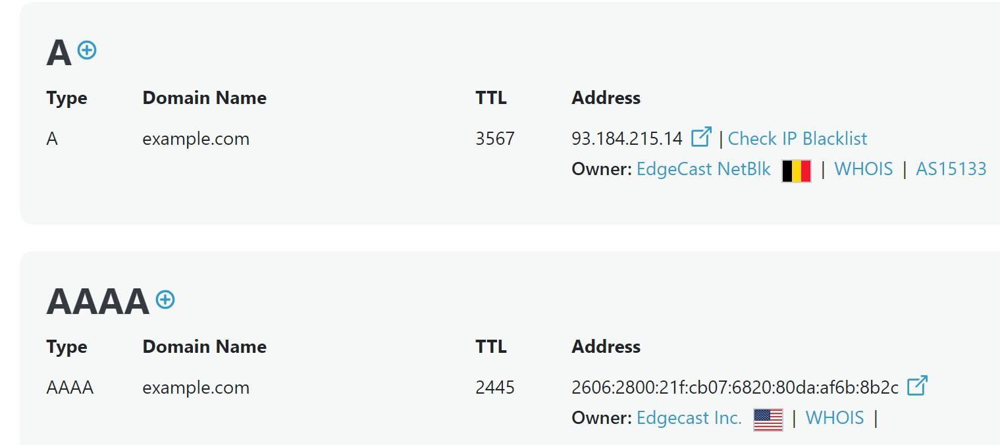 A
Type Domain Name TTL Address
A example.com 3567 93.184.215.14 | Check IP Blacklist
Owner: EdgeCast NetBlk | WHOIS | AS15133
AAAA
Type Domain Name TTL Address
AAAA example.com 2445 2606:2800:21f:cb07:6820:80da:af6b:8b2c
Owner: Edgecast Inc. | WHOIS |